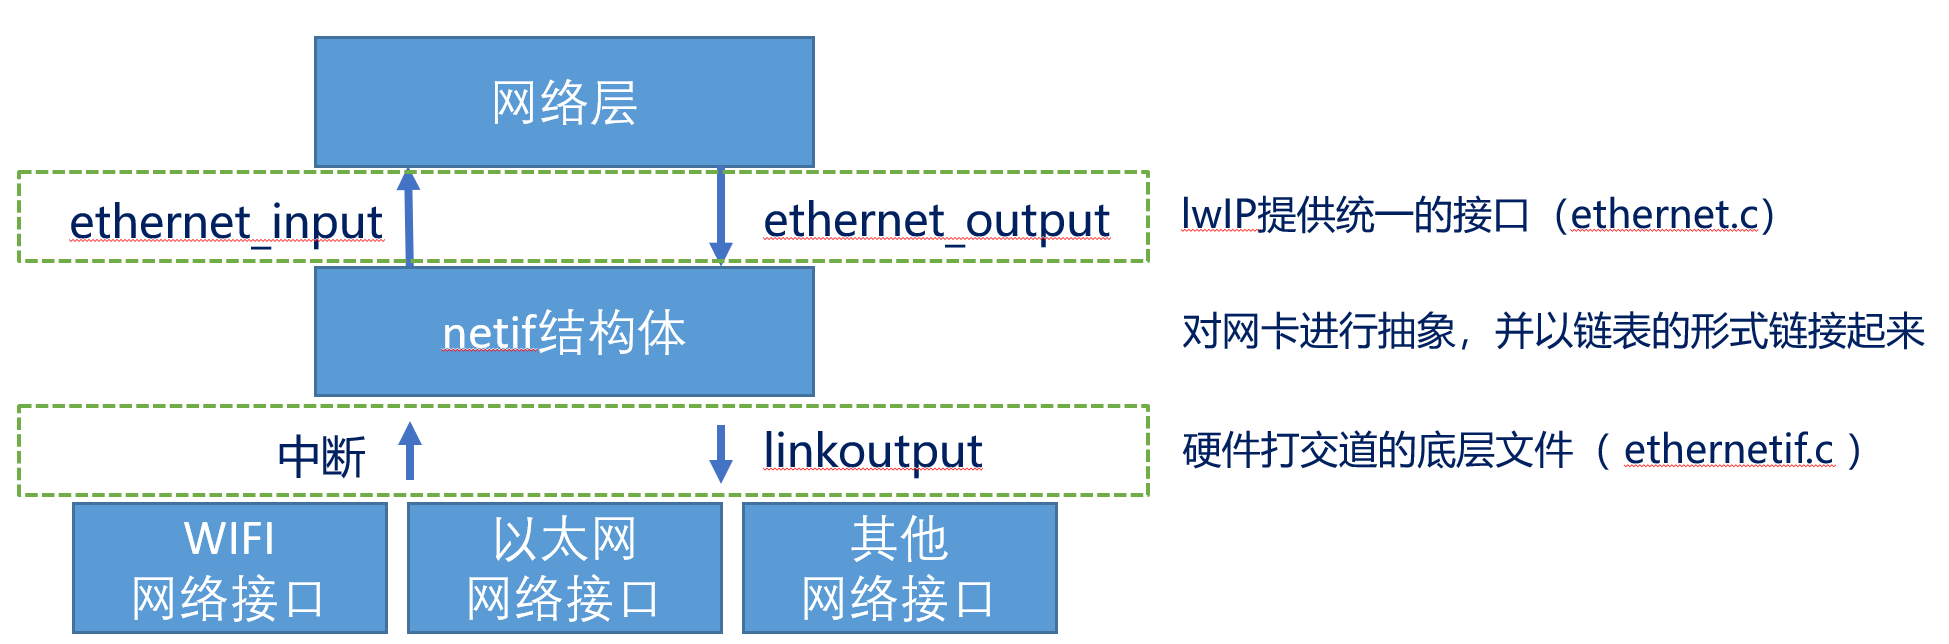 网络层
ethernet_input
ethernet_output
lwIP提供统一的接口（ethernet.c）
netif结构体
对网卡进行抽象，并以链表的形式链接起来
中断
linkoutput
硬件打交道的底层文件（ ethernetif.c ）
WIFI
网络接口
以太网
网络接口
其他
网络接口